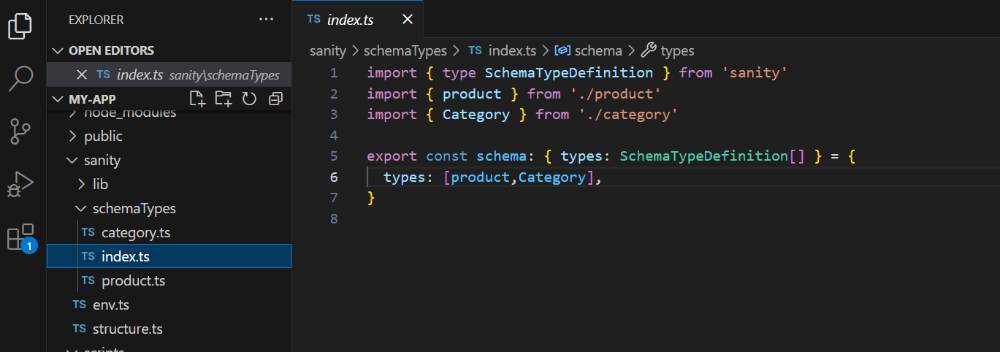 EXPLORER ...
OPEN EDITORS
TS index.ts sanity\schemaTypes
MY-APP
node_modules
public
sanity
lib
schemaTypes
TS category.ts
TS index.ts
TS product.ts
TS env.ts
TS structure.ts
scripts
1
TS index.ts
sanity > schemaTypes > TS index.ts > schema > types
1 import { type SchemaTypeDefinition } from 'sanity'
2 import { product } from './product'
3 import { Category } from './category'
4
5 export const schema: { types: SchemaTypeDefinition[] } = {
6 types: [product,Category],
7 }
8